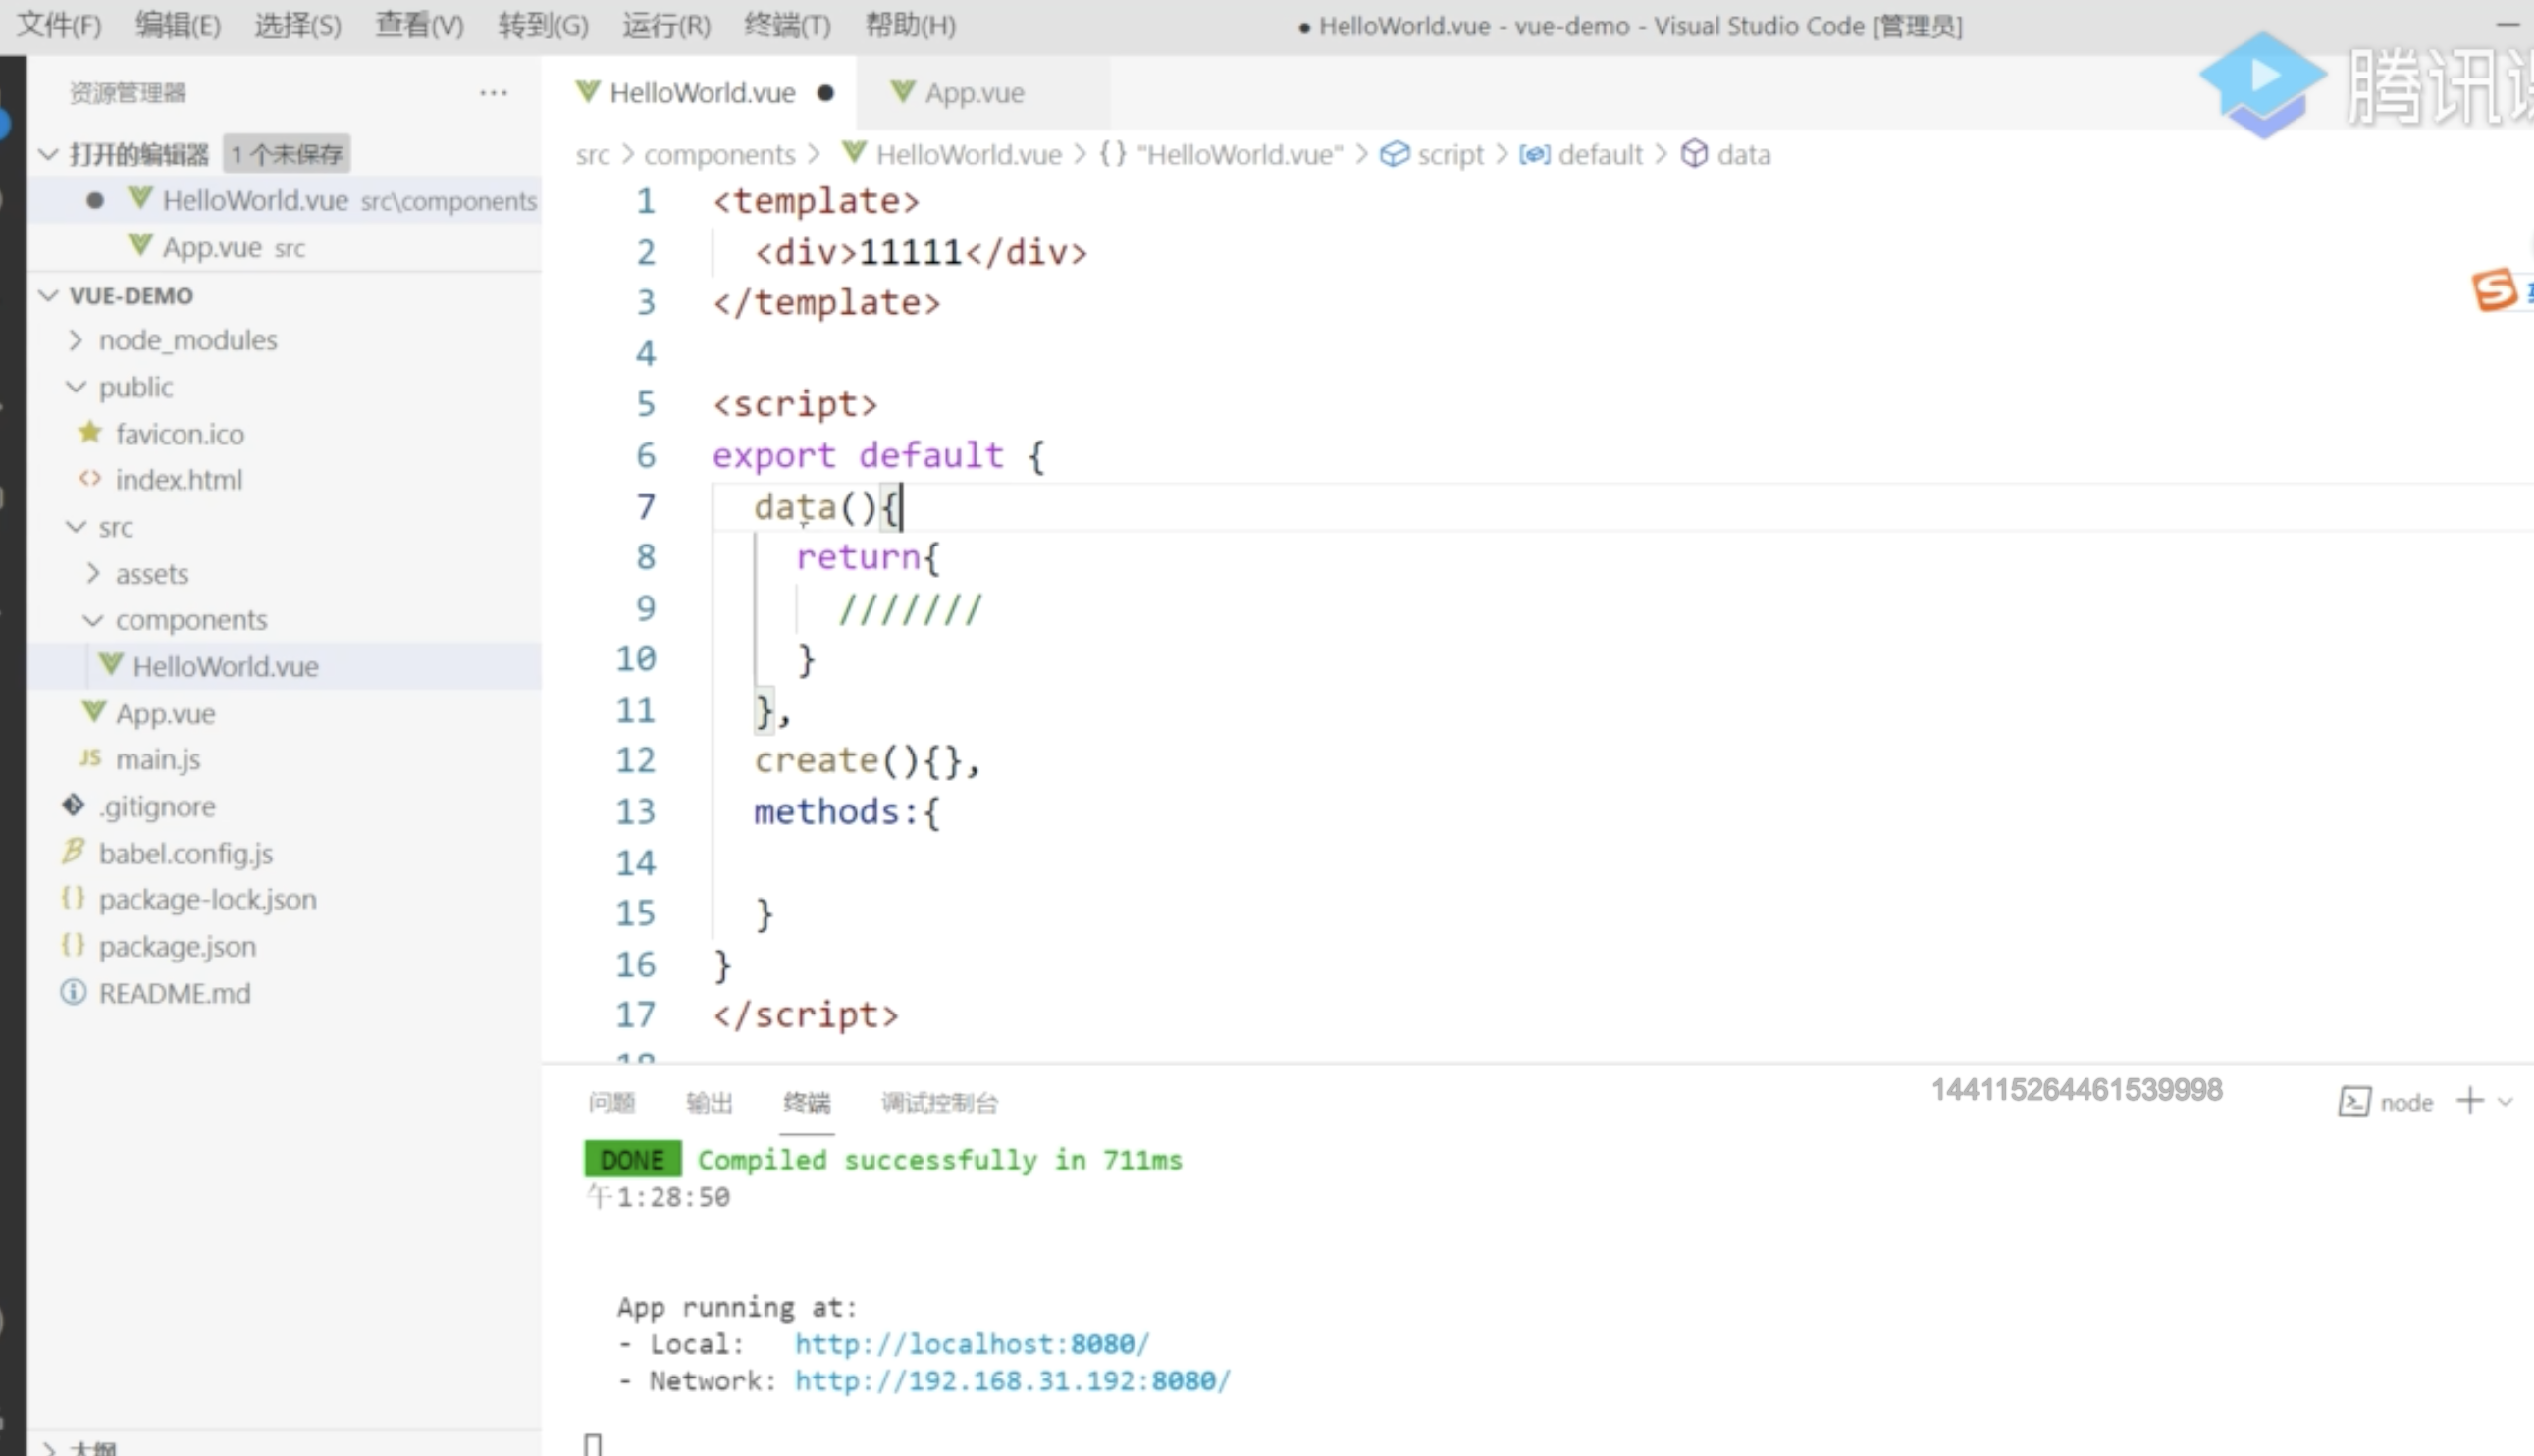 文件(F) 编辑(E) 选择(S) 查看(V) 转到(G) 运行(R) 终端(T) 帮助(H) ● HelloWorld.vue - vue-demo - Visual Studio Code [管理员]
腾讯
资源管理器 ···
HelloWorld.vue ● App.vue
打开的编辑器 1 个未保存
HelloWorld.vue src\components
App.vue src
VUE-DEMO
node_modules
public
favicon.ico
index.html
src
assets
components
HelloWorld.vue
App.vue
JS main.js
.gitignore
babel.config.js
{} package-lock.json
{} package.json
README.md
大纲
src > components > HelloWorld.vue > {} "HelloWorld.vue" > script > default > data
1 <template>
2 <div>11111</div>
3 </template>
4
5 <script>
6 export default {
7 data(){
8 return{
9 ///////
10 }
11 },
12 create(){},
13 methods:{
14
15 }
16 }
17 </script>
18
问题 输出 终端 调试控制台 144115264461539998 node
DONE Compiled successfully in 711ms
午1:28:50
App running at:
- Local: http://localhost:8080/
- Network: http://192.168.31.192:8080/